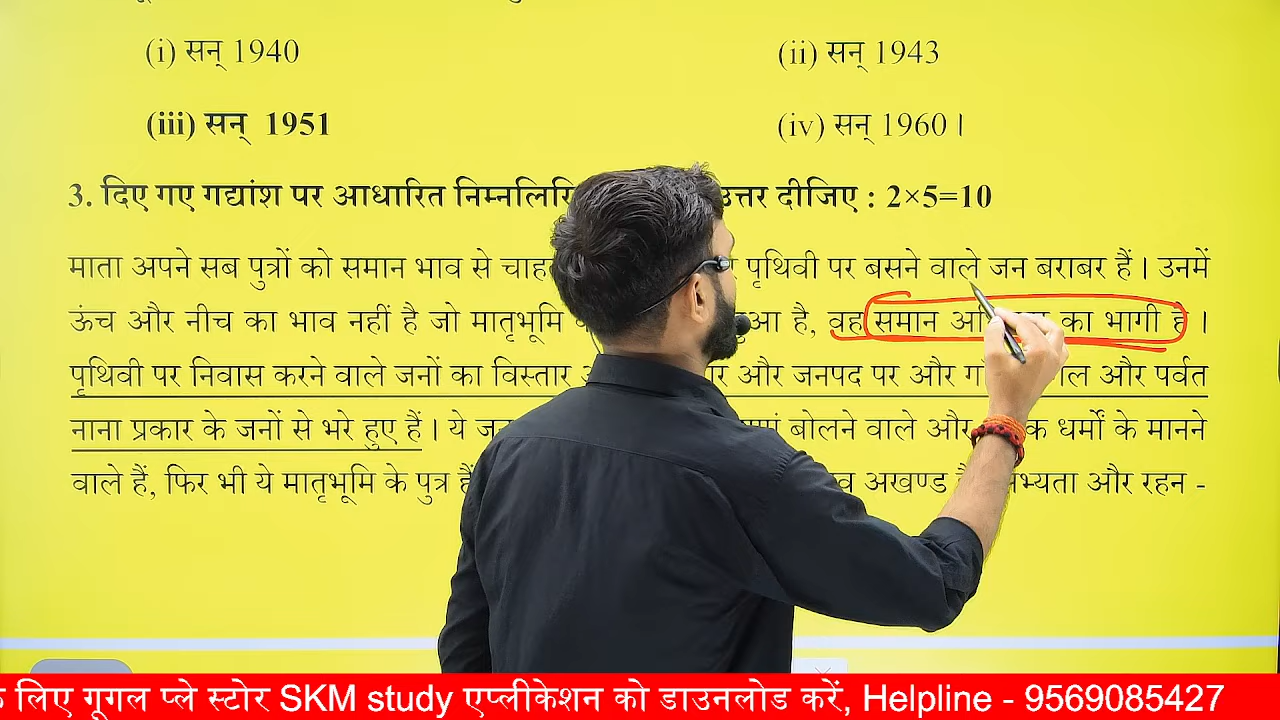 (i) सन् 1940 (ii) सन् 1943
(iii) सन् 1951 (iv) सन् 1960।
3. दिए गए गद्यांश पर आधारित उत्तर दीजिए : 2×5=10
माता अपने सब पुत्रों को समान भाव से पृथिवी पर बसने वाले जन बराबर हैं। उनमें
ऊंच और नीच का भाव नहीं है जो मातृभूमि है, वह समान का भागी है।
पृथिवी पर निवास करने वाले जनों का विस्तार और जनपद पर और और पर्वत
नाना प्रकार के जनों से भरे हुए हैं। ये बोलने वाले और धर्मों के मानने
वाले हैं, फिर भी ये मातृभूमि के पुत्र अखण्ड और रहन -
लिए गूगल प्ले स्टोर SKM study एप्लीकेशन को डाउनलोड करें, Helpline - 9569085427